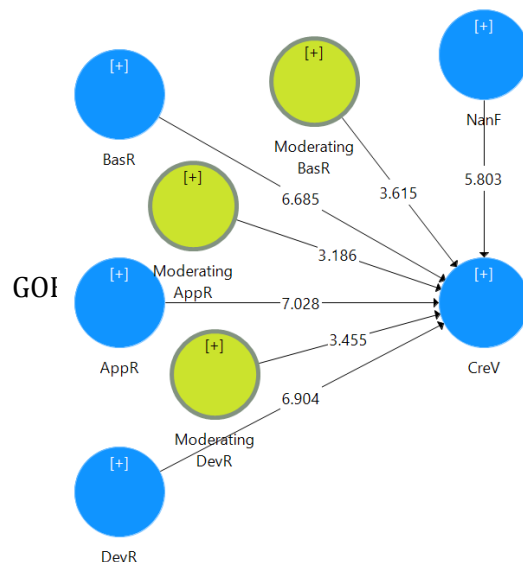 [+]
NanF
[+]
BasR
[+]
Moderating
BasR
5.803
3.615
6.685
[+]
Moderating
AppR
3.186
GOF
[+]
AppR
7.028
[+]
CreV
3.455
[+]
Moderating
DevR
6.904
[+]
DevR